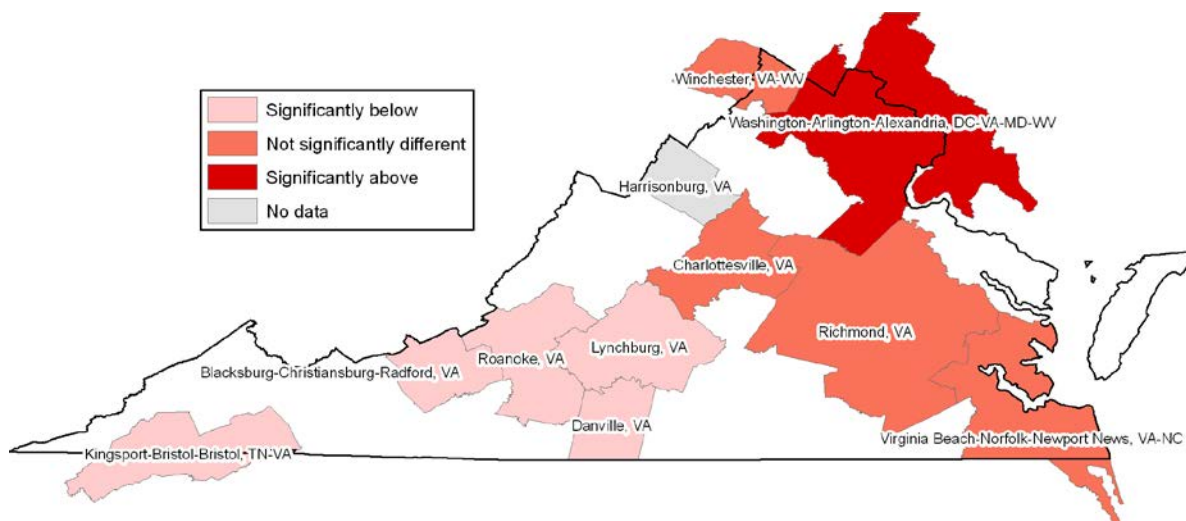 Significantly below
Not significantly different
Significantly above
No data
Winchester, VA-WV
Washington-Arlington-Alexandria, DC-VA-MD-WV
Harrisonburg, VA
Charlottesville, VA
Richmond, VA
Lynchburg, VA
Roanoke, VA
Blacksburg-Christiansburg-Radford, VA
Danville, VA
Virginia Beach-Norfolk-Newport News, VA-NC
Kingsport-Bristol-Bristol, TN-VA